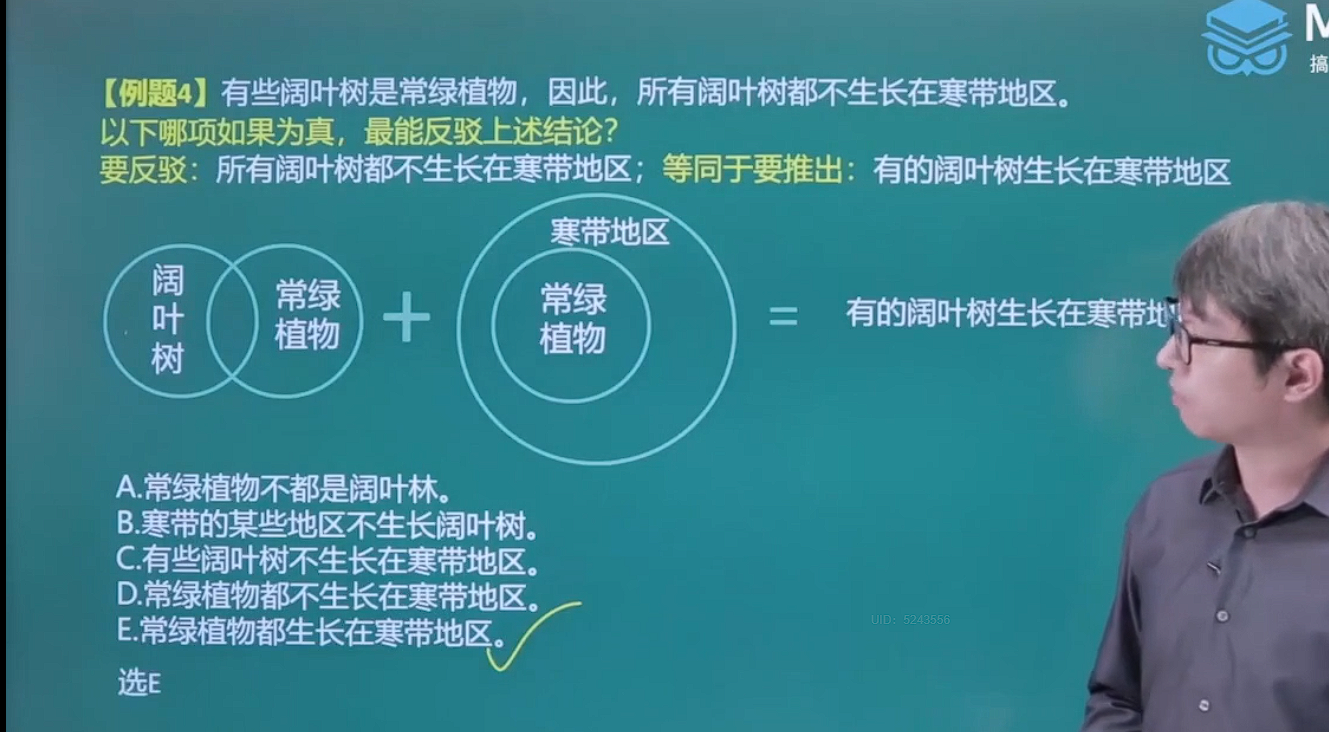 M
搞
【例题4】有些阔叶树是常绿植物，因此，所有阔叶树都不生长在寒带地区。
以下哪项如果为真，最能反驳上述结论？
要反驳：所有阔叶树都不生长在寒带地区；等同于要推出：有的阔叶树生长在寒带地区
寒带地区
阔
叶
树
常绿
植物
+
常绿
植物
=
有的阔叶树生长在寒带地
A.常绿植物不都是阔叶林。
B.寒带的某些地区不生长阔叶树。
C.有些阔叶树不生长在寒带地区。
D.常绿植物都不生长在寒带地区。
E.常绿植物都生长在寒带地区。
选E
UID：5243556